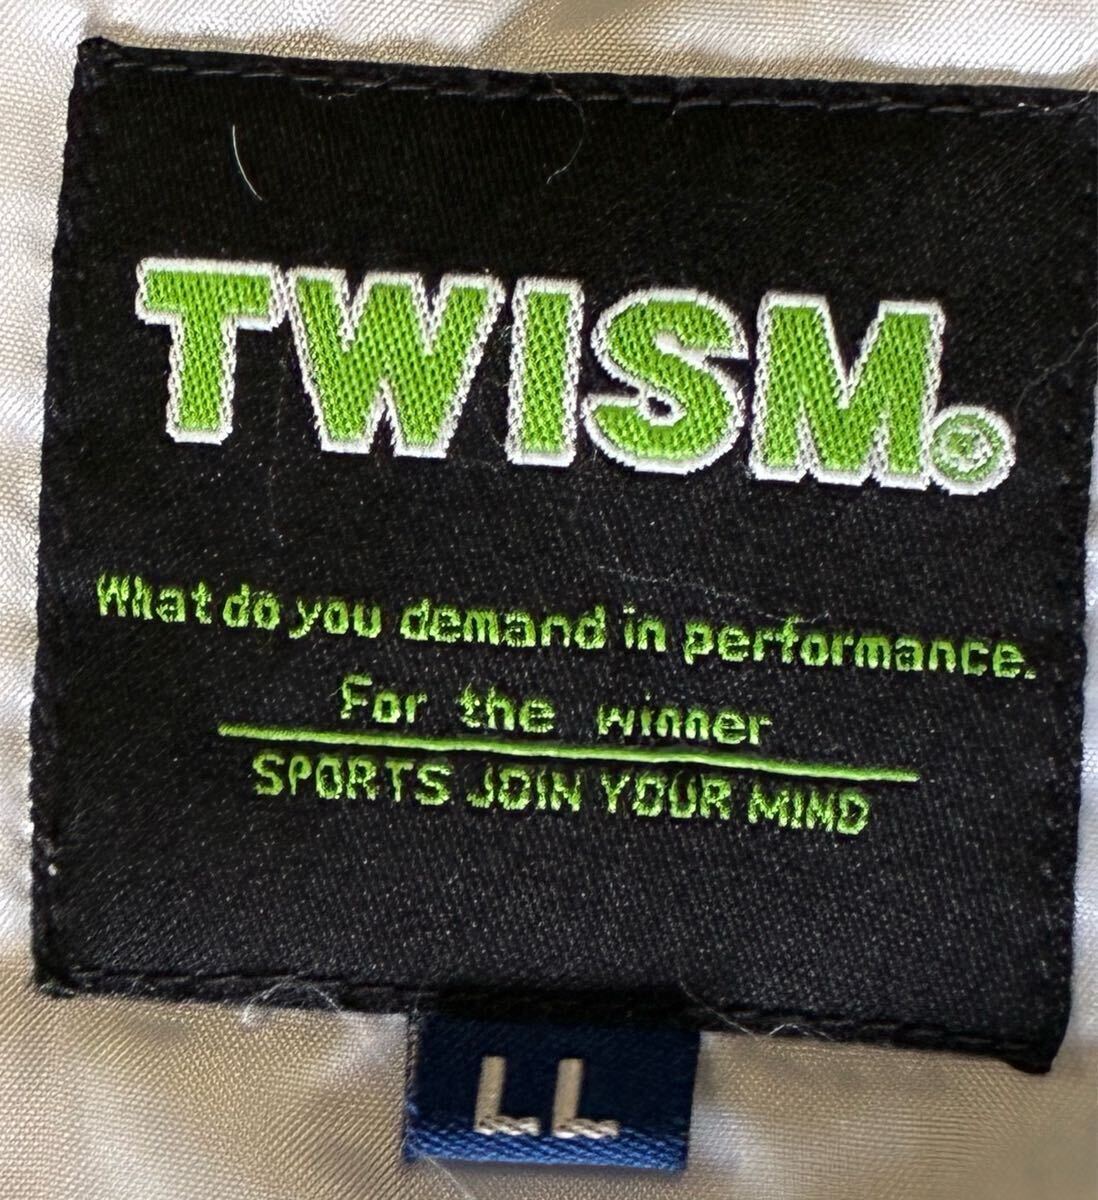 TWISM®
What do you demand in performance.
For the winner
SPORTS JOIN YOUR MIND
LL